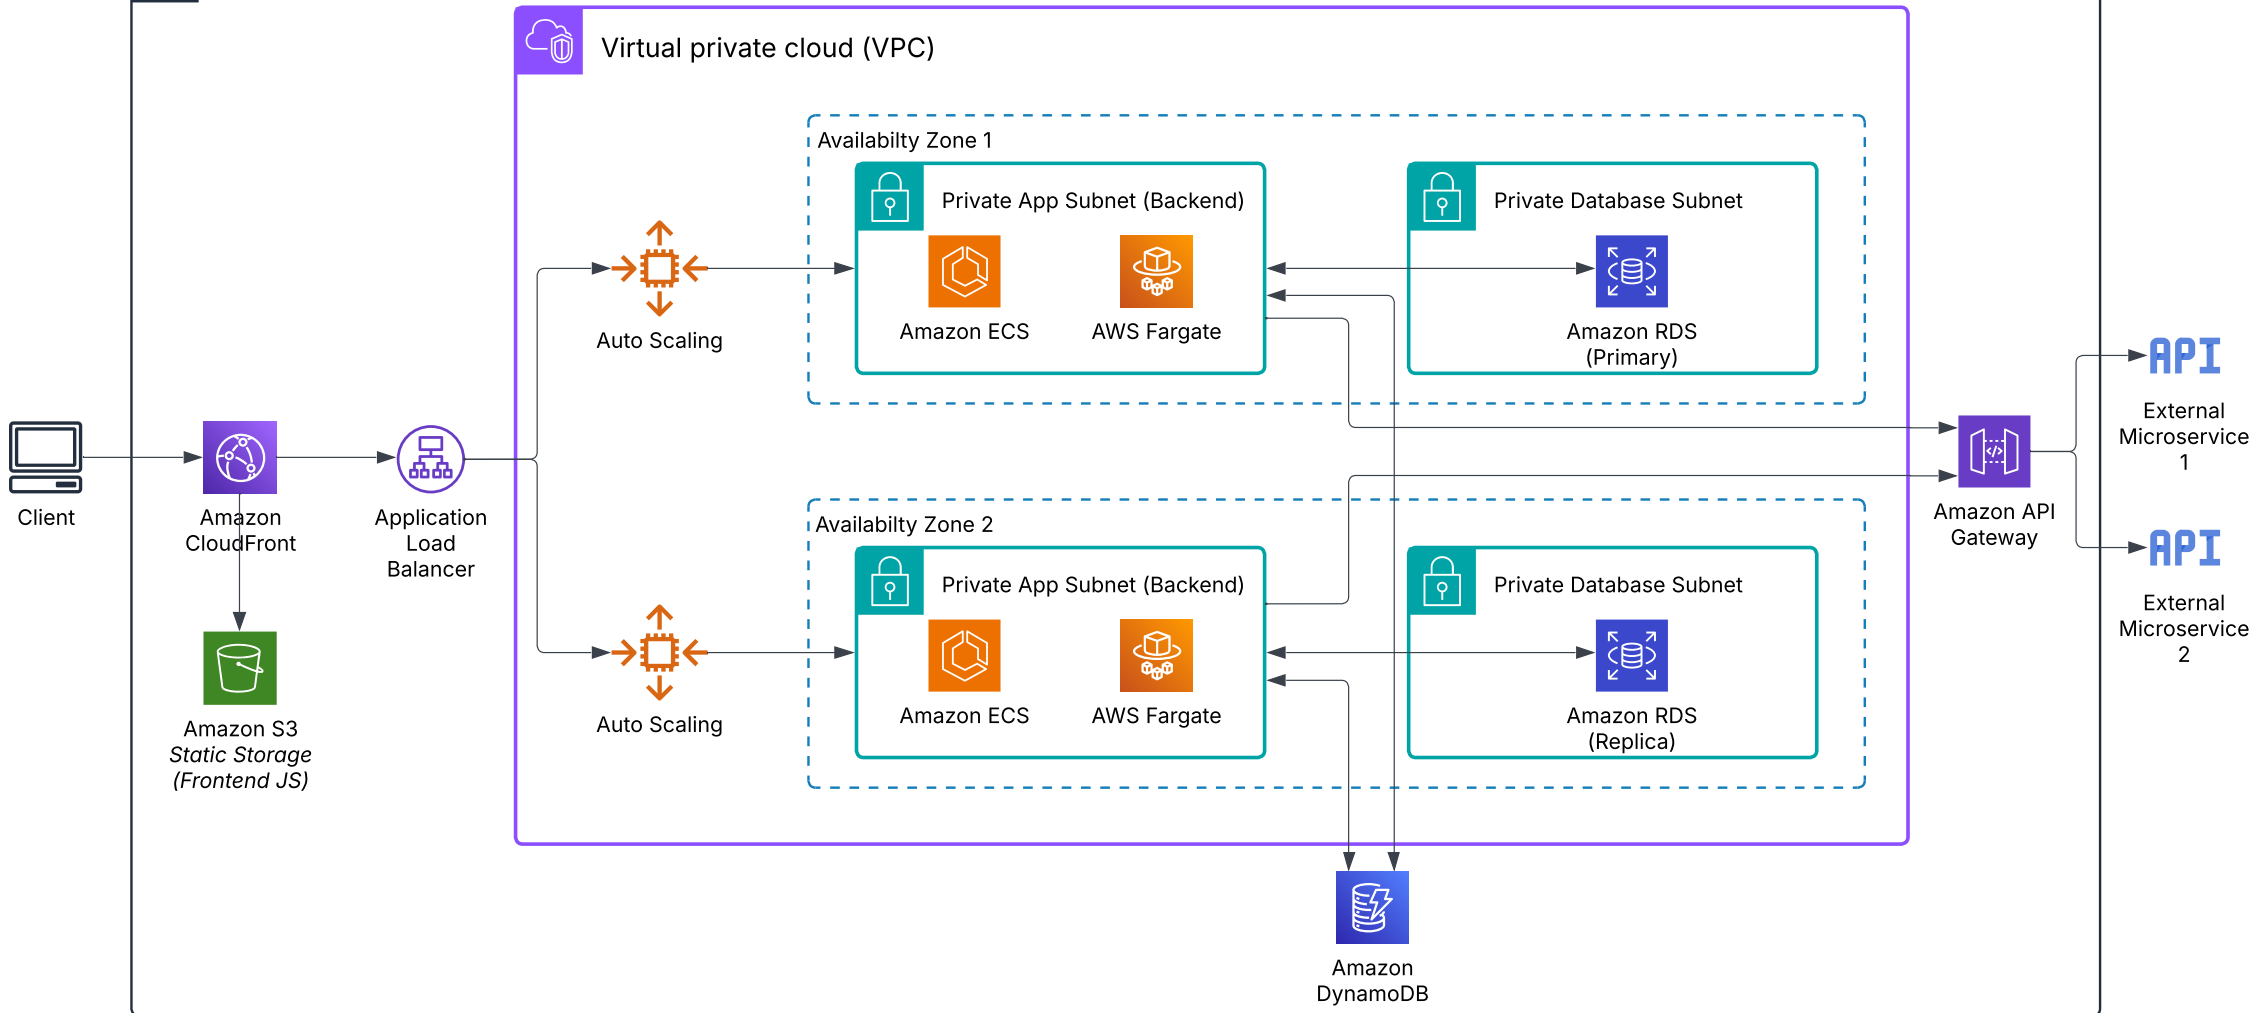 Virtual private cloud (VPC)
Availabilty Zone 1
Private App Subnet (Backend)
Private Database Subnet
Amazon ECS
AWS Fargate
Amazon RDS
(Primary)
Auto Scaling
Client
Amazon
CloudFront
Application
Load
Balancer
Amazon S3
Static Storage
(Frontend JS)
Availabilty Zone 2
Private App Subnet (Backend)
Private Database Subnet
Amazon ECS
AWS Fargate
Amazon RDS
(Replica)
Auto Scaling
Amazon API
Gateway
API
External
Microservice
1
API
External
Microservice
2
Amazon
DynamoDB